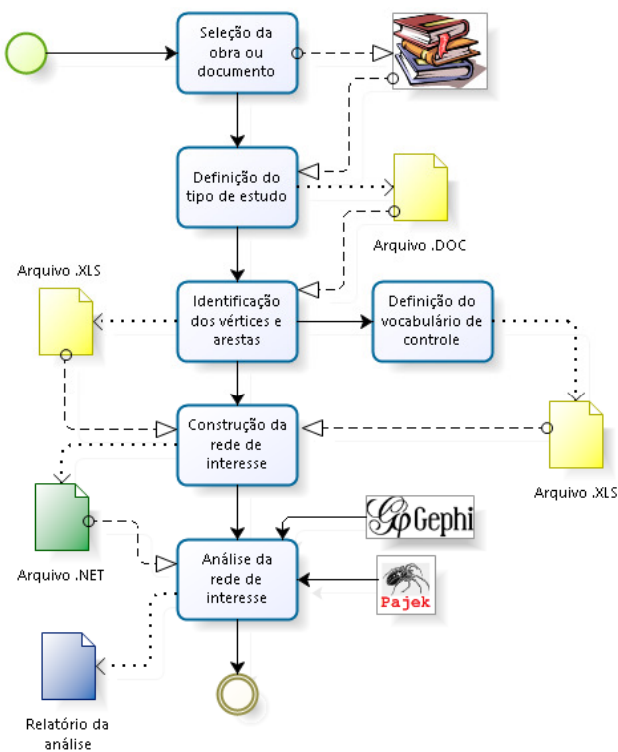 Seleção da
obra ou
documento
Definição do
tipo de estudo
Arquivo .DOC
Arquivo .XLS
Identificação
dos vértices e
arestas
Definição do
vocabulário de
controle
Construção da
rede de
interesse
Arquivo .XLS
Gephi
Arquivo .NET
Análise da
rede de
interesse
Pajek
Relatório da
análise